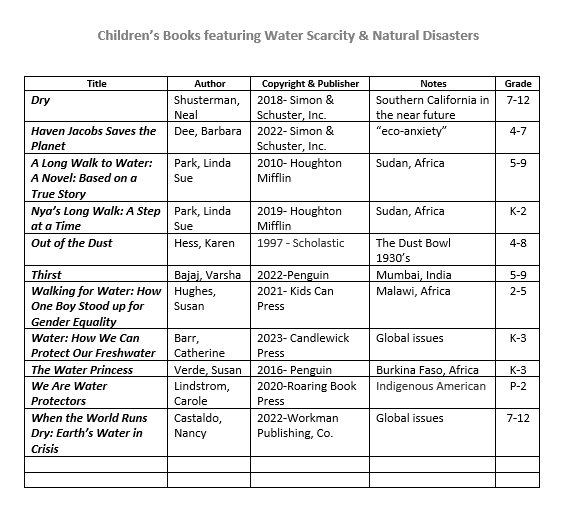 Children's Books featuring Water Scarcity & Natural Disasters
Title Author Copyright & Publisher Notes Grade
Dry Shusterman, 2018- Simon & Southern California in 7-12
Neal Schuster, Inc. the near future
Haven Jacobs Saves the Dee, Barbara 2022- Simon & "eco-anxiety" 4-7
Planet Schuster, Inc.
A Long Walk to Water: Park, Linda 2010- Houghton Sudan, Africa 5-9
A Novel: Based on a Sue Mifflin
True Story
Nya's Long Walk: A Step Park, Linda 2019- Houghton Sudan, Africa K-2
at a Time Sue Mifflin
Out of the Dust Hess, Karen 1997 - Scholastic The Dust Bowl 4-8
1930's
Thirst Bajaj, Varsha 2022-Penguin Mumbai, India 5-9
Walking for Water: How Hughes, 2021- Kids Can Malawi, Africa 2-5
One Boy Stood up for Susan Press
Gender Equality
Water: How We Can Barr, 2023- Candlewick Global issues K-3
Protect Our Freshwater Catherine Press
The Water Princess Verde, Susan 2016- Penguin Burkina Faso, Africa K-3
We Are Water Lindstrom, 2020-Roaring Book Indigenous American P-2
Protectors Carole Press
When the World Runs Castaldo, 2022-Workman Global issues 7-12
Dry: Earth's Water in Nancy Publishing, Co.
Crisis